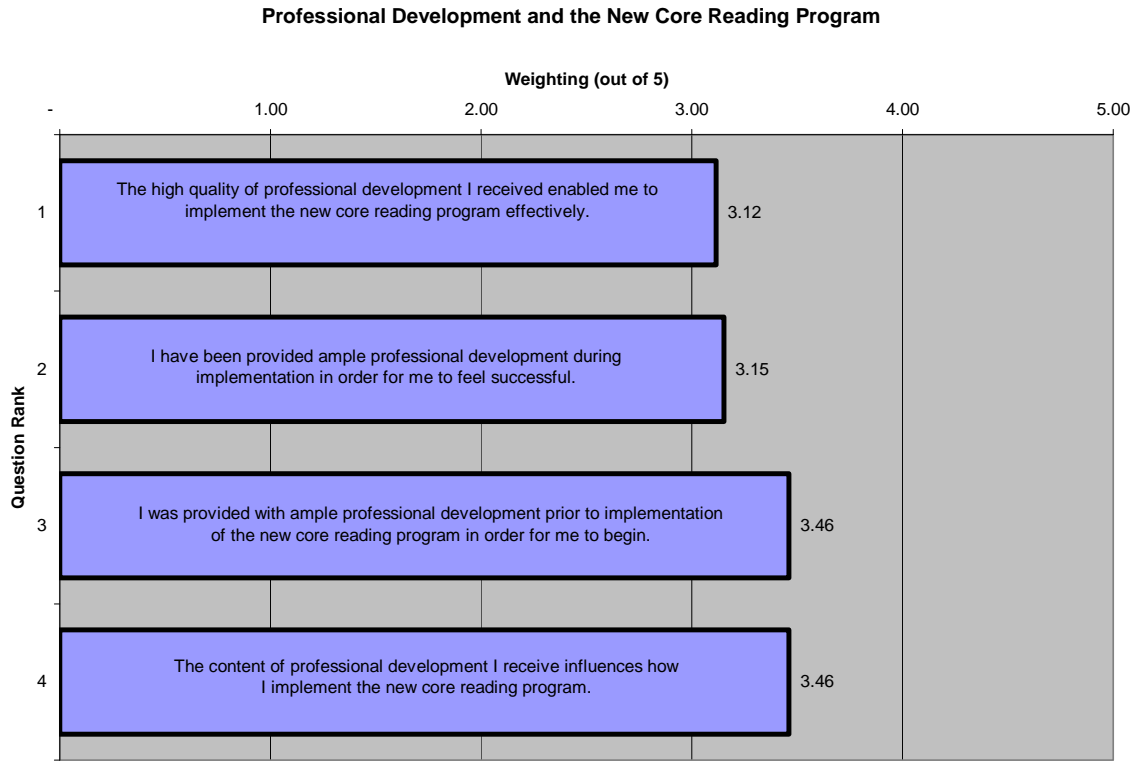 Professional Development and the New Core Reading Program
Weighting (out of 5)
- 1.00 2.00 3.00 4.00 5.00
Question Rank
1
The high quality of professional development I received enabled me to
implement the new core reading program effectively.
3.12
2
I have been provided ample professional development during
implementation in order for me to feel successful.
3.15
3
I was provided with ample professional development prior to implementation
of the new core reading program in order for me to begin.
3.46
4
The content of professional development I receive influences how
I implement the new core reading program.
3.46